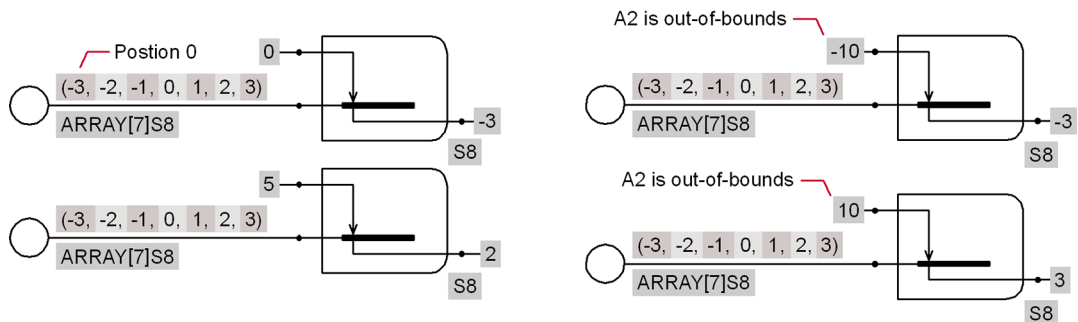 Postion 0
0
(-3, -2, -1, 0, 1, 2, 3)
ARRAY[7]S8
-3
S8
5
(-3, -2, -1, 0, 1, 2, 3)
ARRAY[7]S8
2
S8
A2 is out-of-bounds
-10
(-3, -2, -1, 0, 1, 2, 3)
ARRAY[7]S8
-3
S8
A2 is out-of-bounds
10
(-3, -2, -1, 0, 1, 2, 3)
ARRAY[7]S8
3
S8